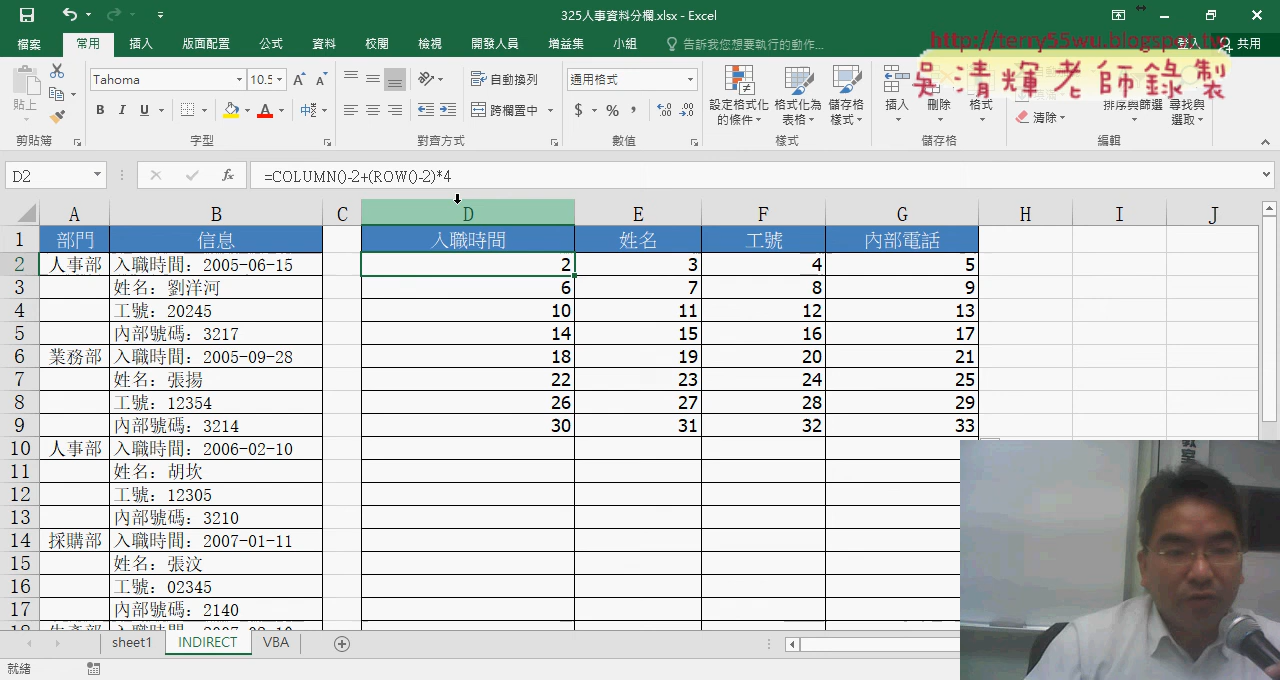 325人事資料分欄.xlsx - Excel
檔案 常用 插入 版面配置 公式 資料 校閱 檢視 開發人員 增益集 小組 告訴我您想要執行的動作... 登入 共用
http://terry55wu.blogspot.tw
吳清輝老師錄製
貼上 Tahoma 10.5 自動換列 通用格式
B I U 中 跨欄置中 $ % , 設定格式化的條件 格式化為表格 儲存格樣式 插入 刪除 格式 清除 排序與篩選 尋找與選取
剪貼簿 字型 對齊方式 數值 樣式 儲存格 編輯
D2 fx =COLUMN()-2+(ROW()-2)*4
A B C D E F G H I J
1 部門 信息 入職時間 姓名 工號 內部電話
2 人事部 入職時間：2005-06-15 2 3 4 5
3 姓名：劉洋河 6 7 8 9
4 工號：20245 10 11 12 13
5 內部號碼：3217 14 15 16 17
6 業務部 入職時間：2005-09-28 18 19 20 21
7 姓名：張揚 22 23 24 25
8 工號：12354 26 27 28 29
9 內部號碼：3214 30 31 32 33
10 人事部 入職時間：2006-02-10
11 姓名：胡坎
12 工號：12305
13 內部號碼：3210
14 採購部 入職時間：2007-01-11
15 姓名：張汶
16 工號：02345
17 內部號碼：2140
sheet1 INDIRECT VBA
就緒